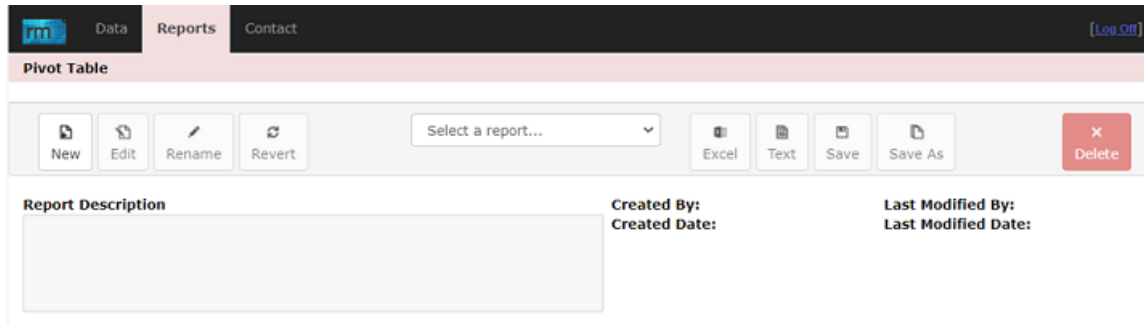 rm Data Reports Contact [Log Off]
Pivot Table
New Edit Rename Revert Select a report... Excel Text Save Save As Delete
Report Description Created By: Last Modified By:
Created Date: Last Modified Date: